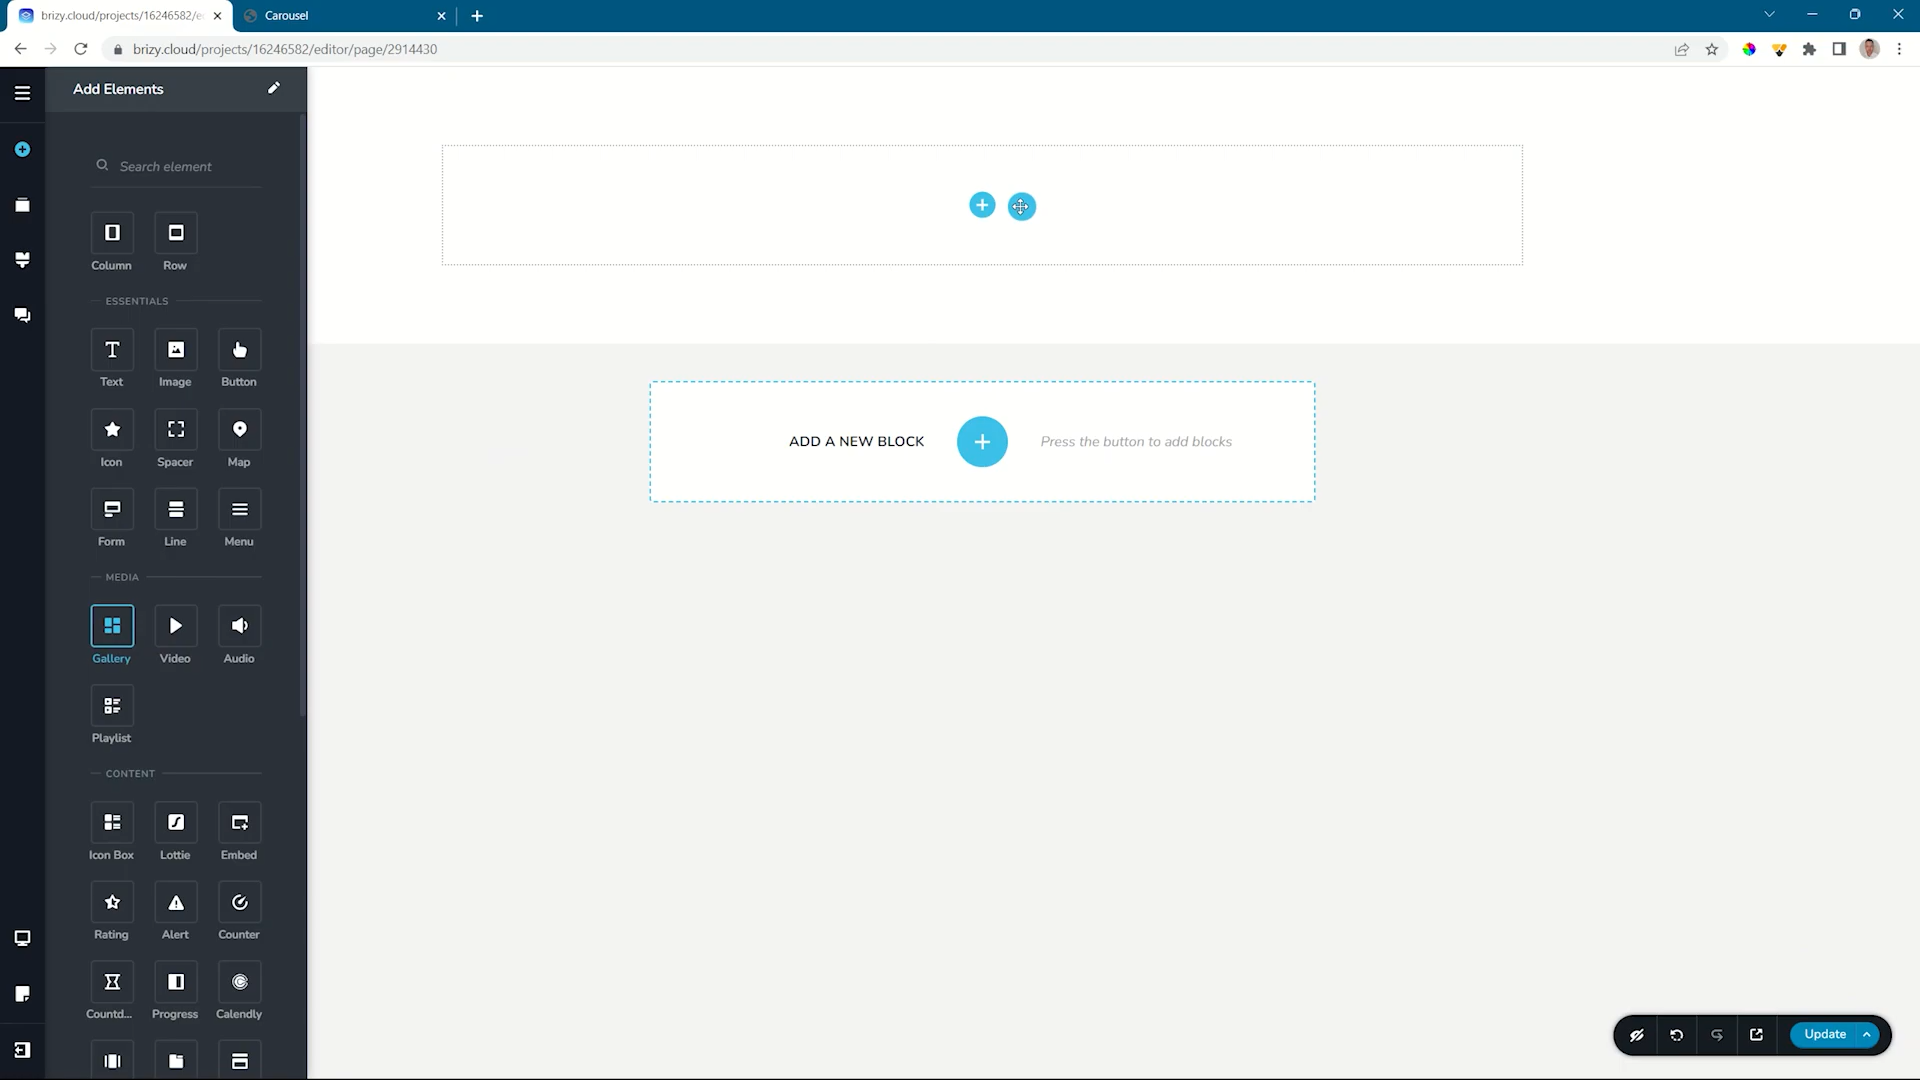 brizy.cloud/projects/16246582/e
Carousel
brizy.cloud/projects/16246582/editor/page/2914430
Add Elements
Search element
Column
Row
ESSENTIALS
Text
Image
Button
Icon
Spacer
Map
Form
Line
Menu
MEDIA
Gallery
Video
Audio
Playlist
CONTENT
Icon Box
Lottie
Embed
Rating
Alert
Counter
Countd...
Progress
Calendly
ADD A NEW BLOCK
Press the button to add blocks
Update